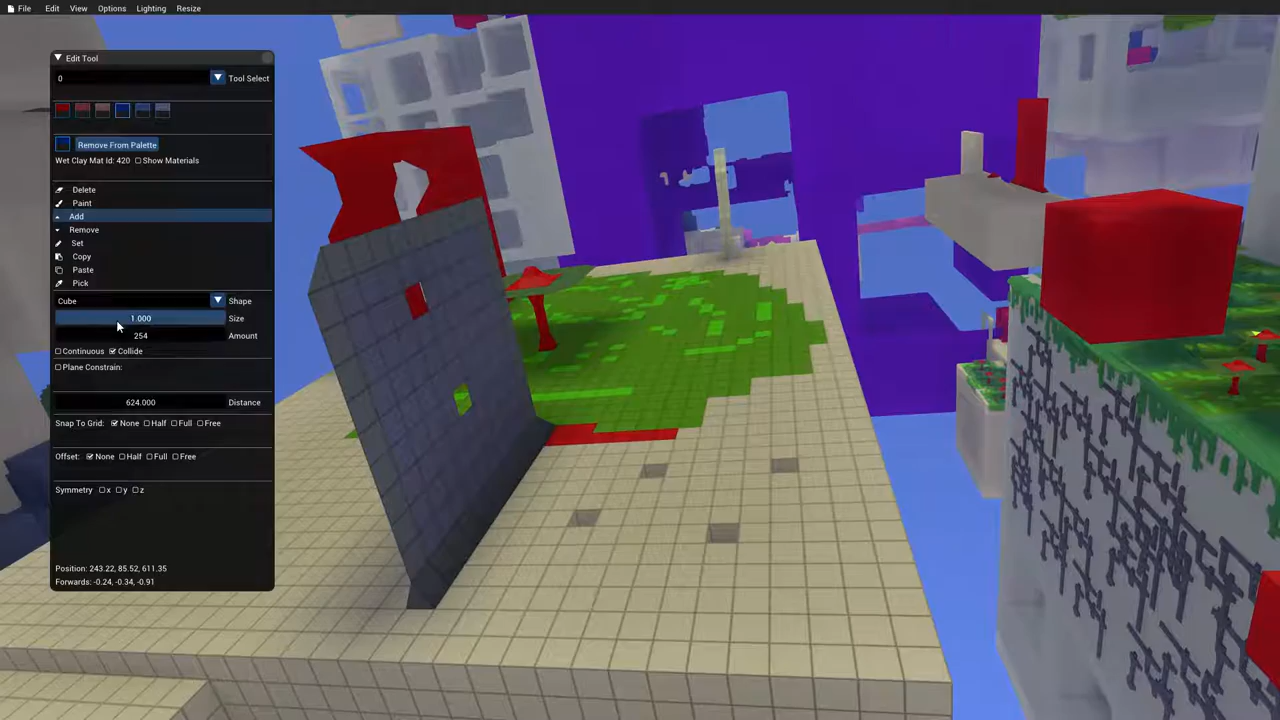 File Edit View Options Lighting Resize
Edit Tool
0 Tool Select
Remove From Palette
Wet Clay Mat Id: 420 Show Materials
Delete
Paint
Add
Remove
Set
Copy
Paste
Pick
Cube Shape
1.000 Size
254 Amount
Continuous Collide
Plane Constrain:
624.000 Distance
Snap To Grid: None Half Full Free
Offset: None Half Full Free
Symmetry x y z
Position: 243.22, 85.52, 611.35
Forwards: -0.24, -0.34, -0.91